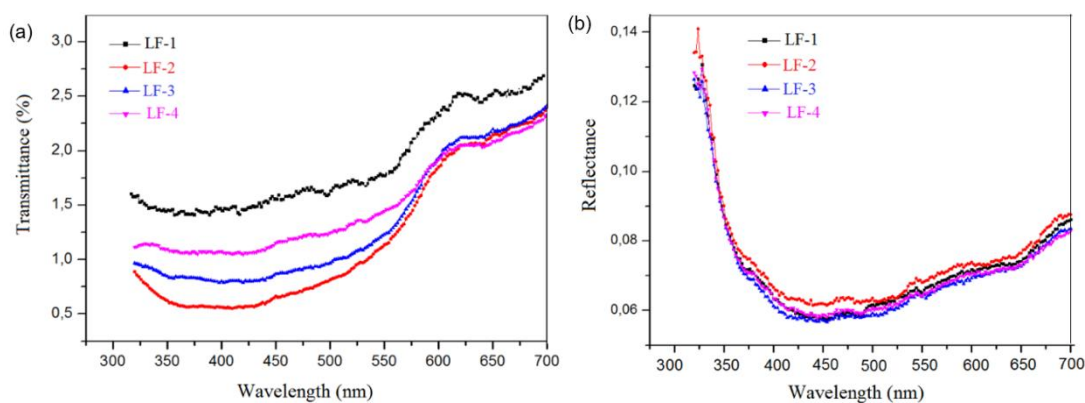 (a)
LF-1
LF-2
LF-3
LF-4
Transmittance (%)
3,0
2,5
2,0
1,5
1,0
0,5
300 350 400 450 500 550 600 650 700
Wavelength (nm)
(b)
LF-1
LF-2
LF-3
LF-4
Reflectance
0,14
0,12
0,10
0,08
0,06
300 350 400 450 500 550 600 650 700
Wavelength (nm)